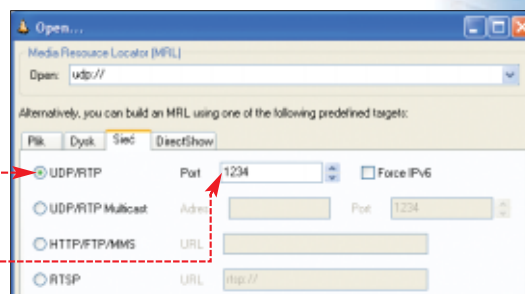 Open...
Media Resource Locator (MRL)
Open: udp://
Alternatively, you can build an MRL using one of the following predefined targets:
Plik Dysk Sieć DirectShow
UDP/RTP Port 1234 Force IPv6
UDP/RTP Multicast Adres Port 1234
HTTP/FTP/MMS URL
RTSP URL rtsp://